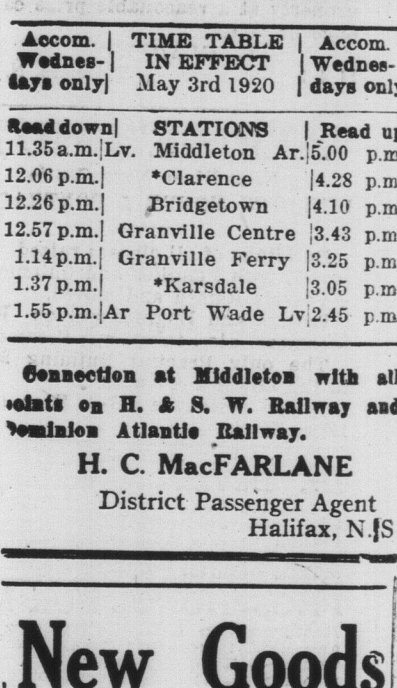 Accom. | TIME TABLE | Accom.
Wednes- | IN EFFECT | Wednes-
days only | May 3rd 1920 | days only
Read down | STATIONS | Read up
11.35 a.m. | Lv. Middleton Ar. | 5.00 p.m
12.06 p.m. | *Clarence | 4.28 p.m
12.26 p.m. | Bridgetown | 4.10 p.m
12.57 p.m. | Granville Centre | 3.43 p.m
1.14 p.m. | Granville Ferry | 3.25 p.m
1.37 p.m. | *Karsdale | 3.05 p.m
1.55 p.m. | Ar Port Wade Lv | 2.45 p.m
Connection at Middleton with all
points on H. & S. W. Railway and
Dominion Atlantic Railway.
H. C. MacFARLANE
District Passenger Agent
Halifax, N. S
New Goods